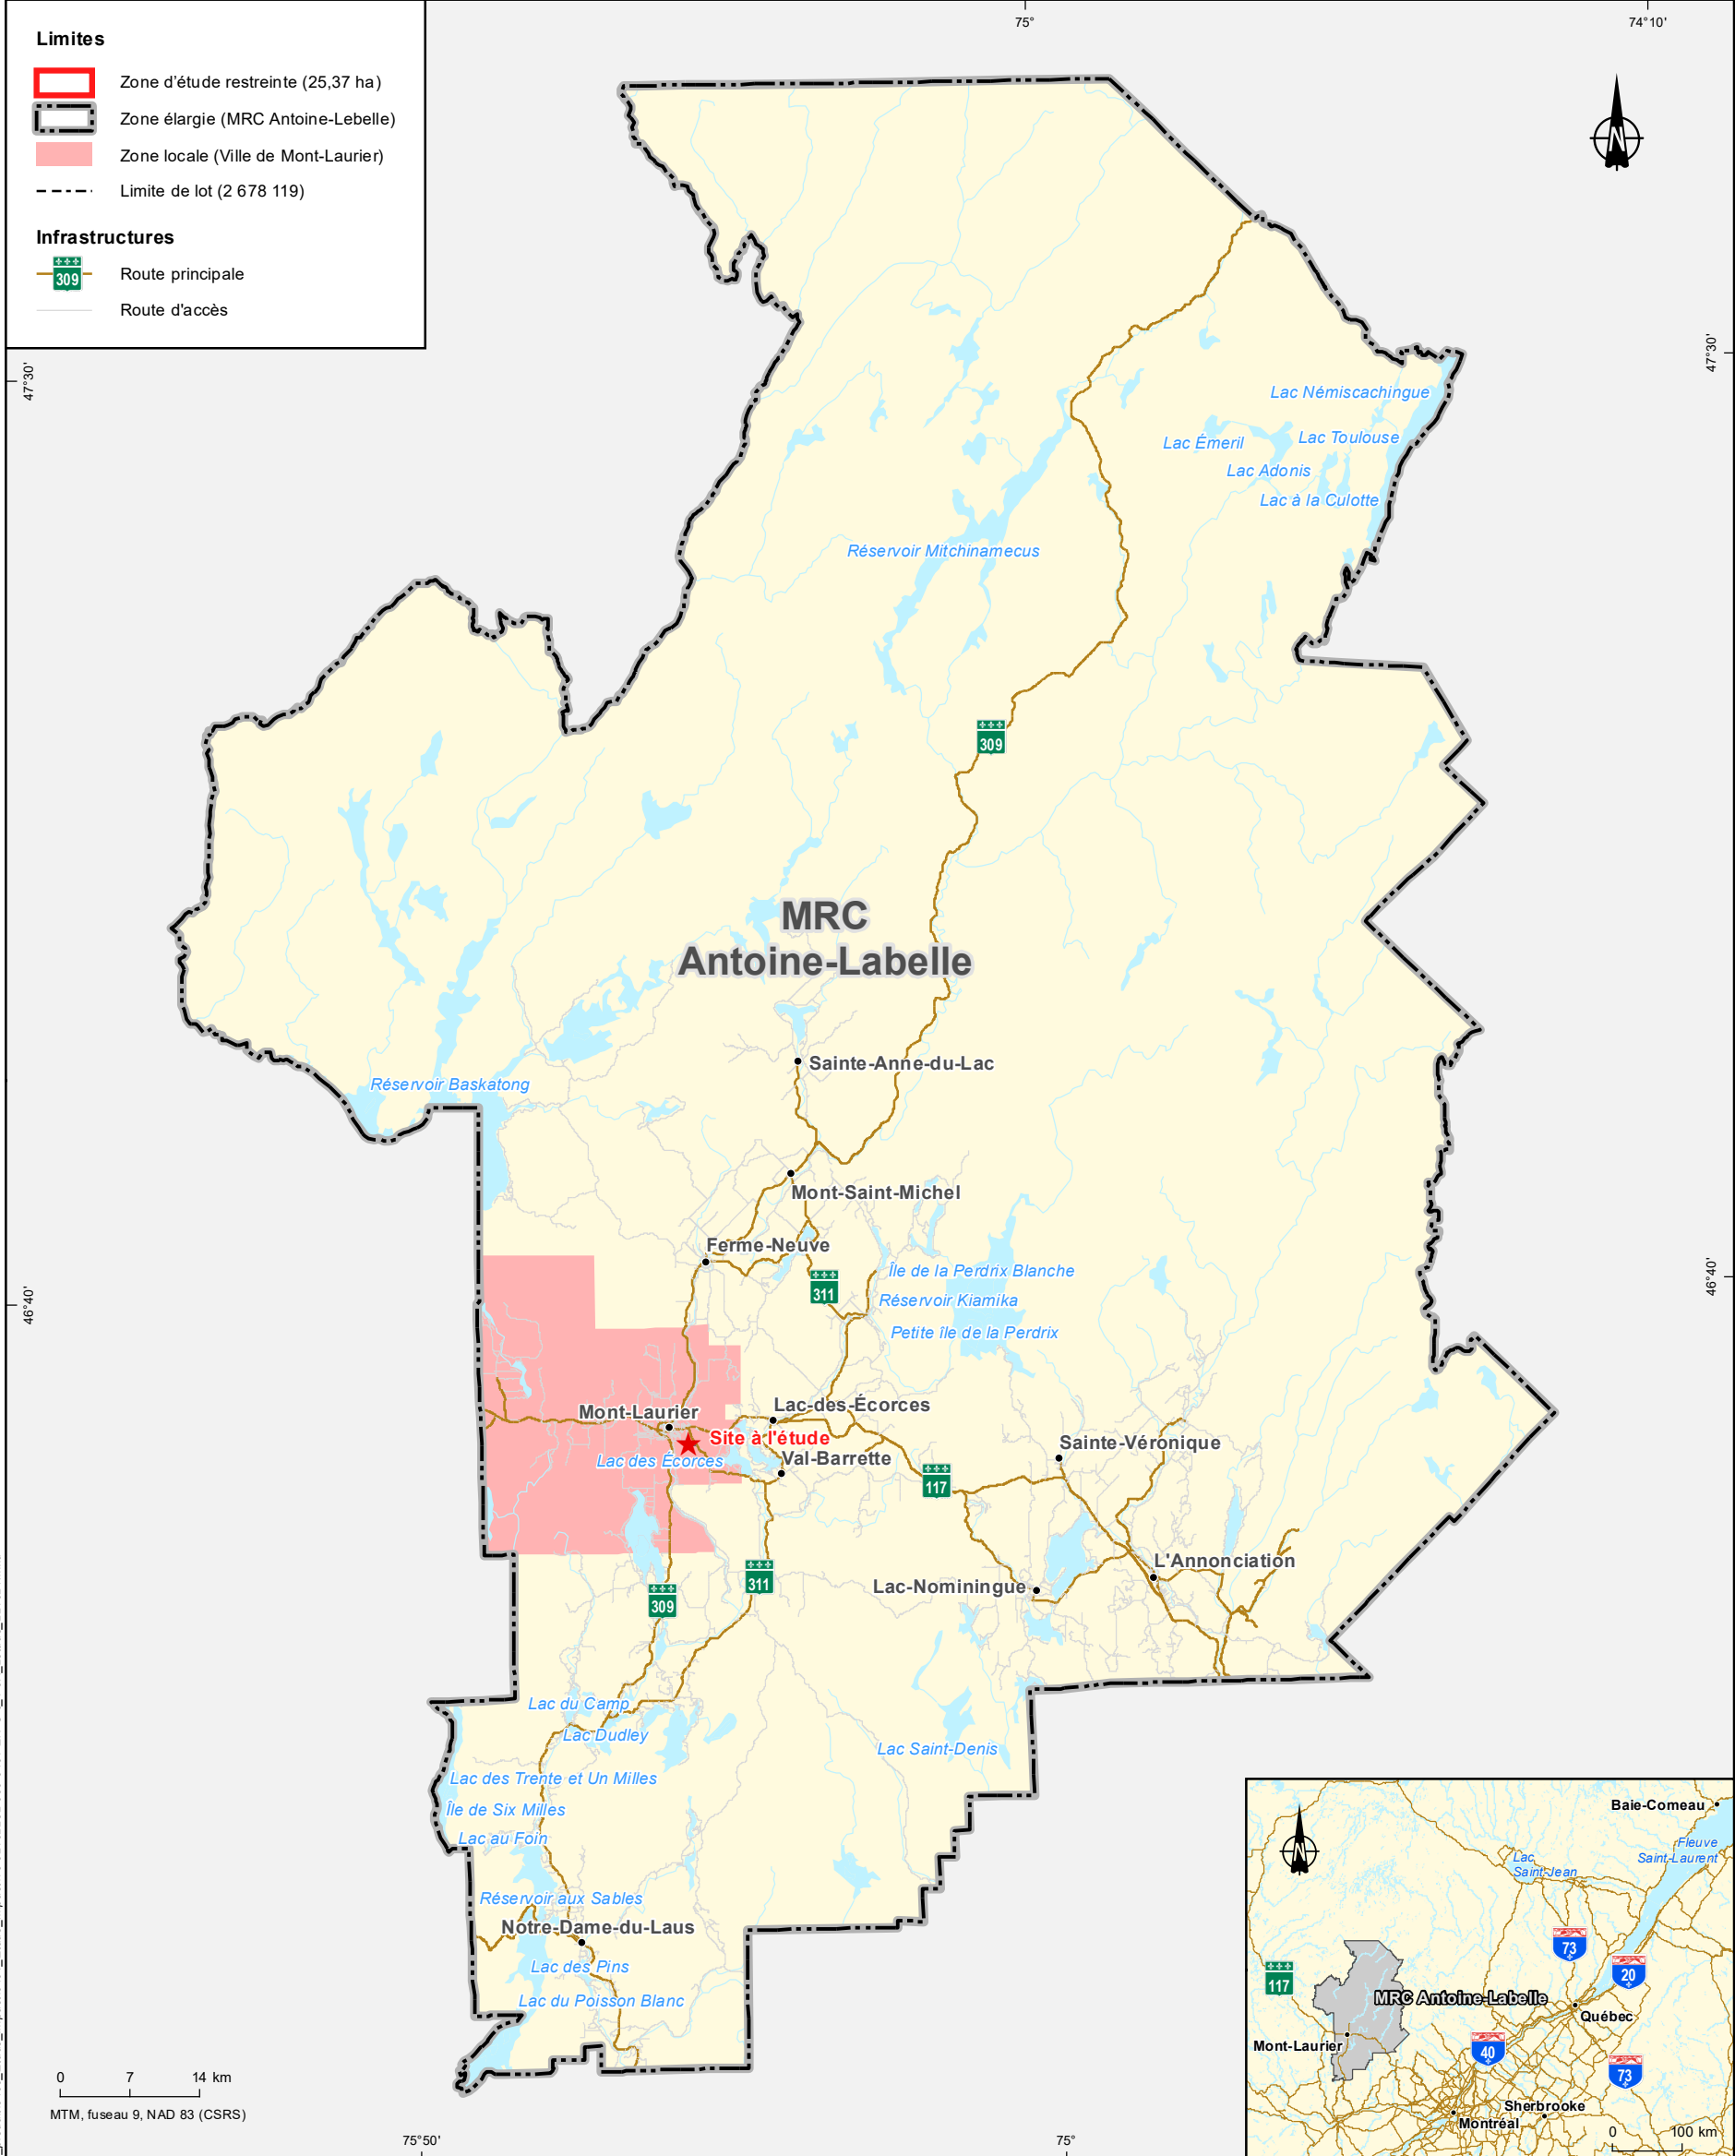 Limites
Zone d'étude restreinte (25,37 ha)
Zone élargie (MRC Antoine-Lebelle)
Zone locale (Ville de Mont-Laurier)
Limite de lot (2 678 119)
Infrastructures
309
Route principale
Route d'accès
75°
74°10'
N
47°30'
47°30'
Lac Némiscachingue
Lac Émeril
Lac Toulouse
Lac Adonis
Lac à la Culotte
Réservoir Mitchinamecus
309
MRC
Antoine-Labelle
Sainte-Anne-du-Lac
Réservoir Baskatong
Mont-Saint-Michel
Ferme-Neuve
311
Île de la Perdrix Blanche
Réservoir Kiamika
Petite île de la Perdrix
46°40'
46°40'
Mont-Laurier
Lac-des-Écorces
Site à l'étude
Lac des Écorces
Val-Barrette
Sainte-Véronique
117
L'Annonciation
Lac-Nominingue
311
309
Lac du Camp
Lac Dudley
Lac Saint-Denis
Lac des Trente et Un Milles
Île de Six Milles
Lac au Foin
Réservoir aux Sables
Notre-Dame-du-Laus
Lac des Pins
Lac du Poisson Blanc
0 7 14 km
MTM, fuseau 9, NAD 83 (CSRS)
75°50'
75°
Baie-Comeau
N
Fleuve
Saint-Laurent
Lac
Saint-Jean
73
20
117
MRC Antoine-Labelle
Québec
Mont-Laurier
40
73
Sherbrooke
Montréal
0 100 km